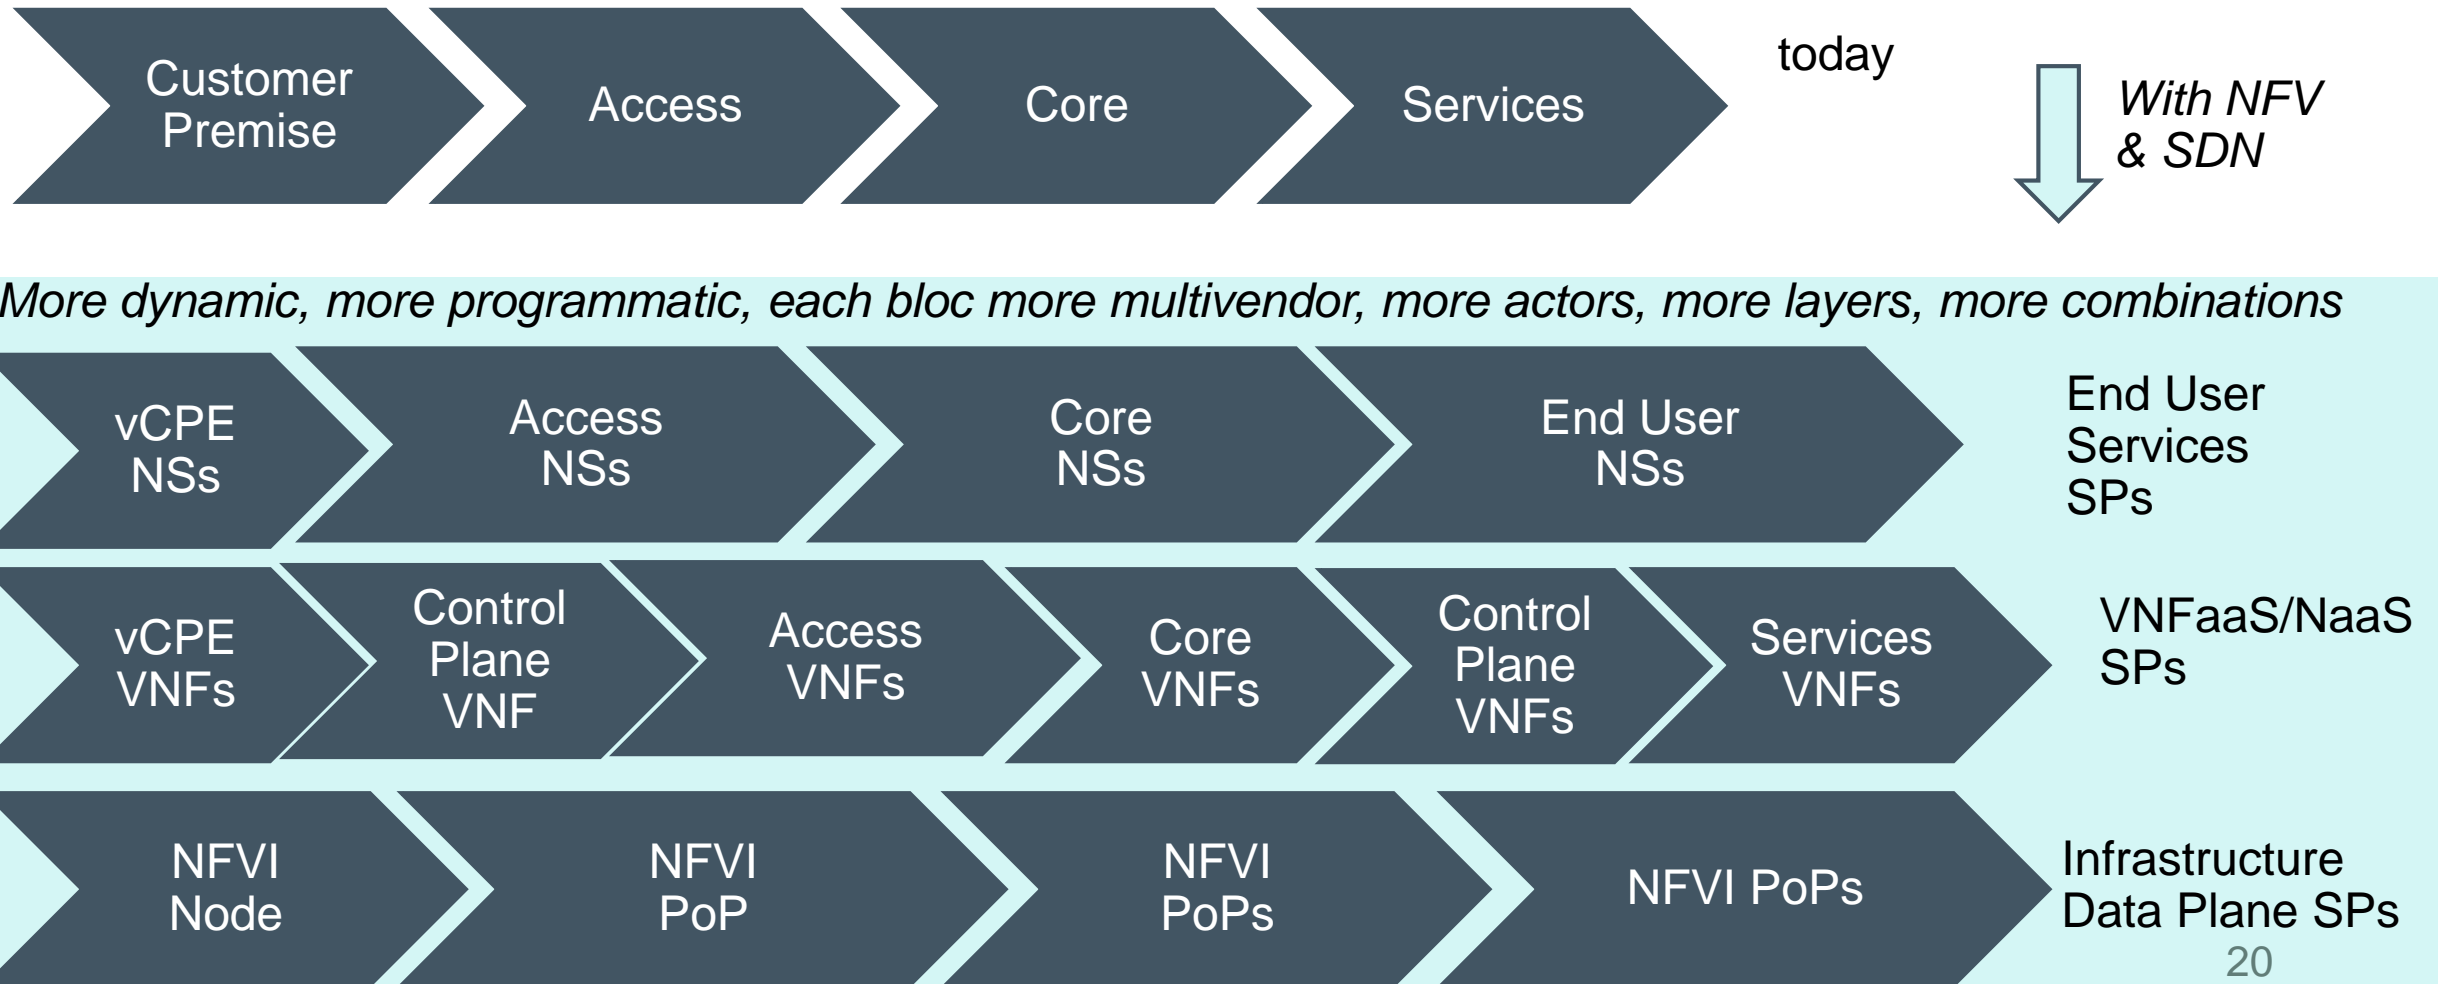 Customer
Premise
Access
Core
Services
today
With NFV
& SDN
More dynamic, more programmatic, each bloc more multivendor, more actors, more layers, more combinations
vCPE
NSs
Access
NSs
Core
NSs
End User
NSs
End User
Services
SPs
vCPE
VNFs
Control
Plane
VNF
Access
VNFs
Core
VNFs
Control
Plane
VNFs
Services
VNFs
VNFaaS/NaaS
SPs
NFVI
Node
NFVI
PoP
NFVI
PoPs
NFVI PoPs
Infrastructure
Data Plane SPs
20